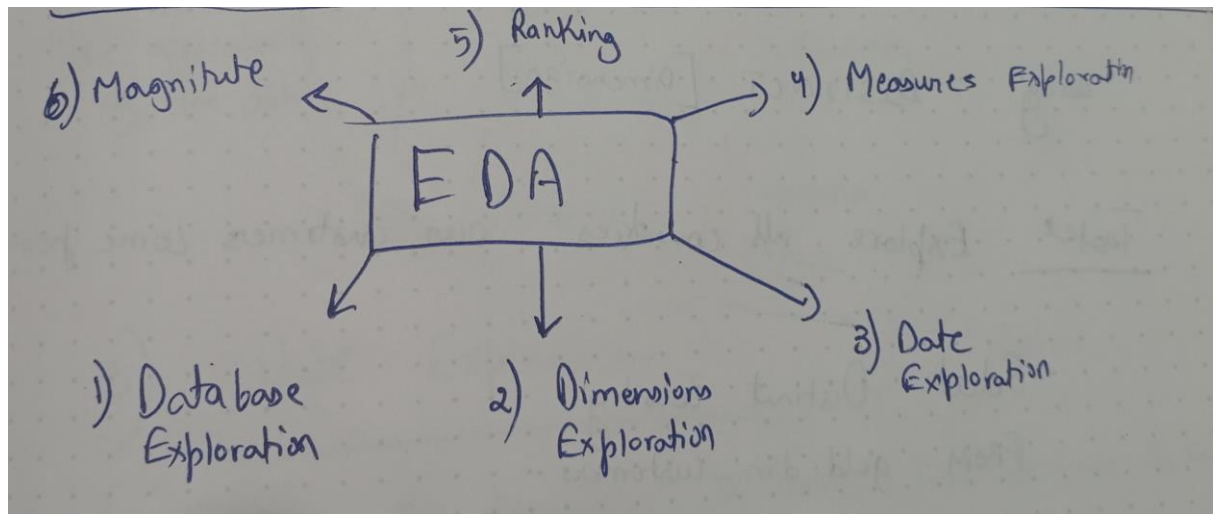 5) Ranking
6) Magnitute
4) Measures Exploratin
EDA
3) Date
Exploration
1) Database
Exploration
2) Dimensions
Exploration